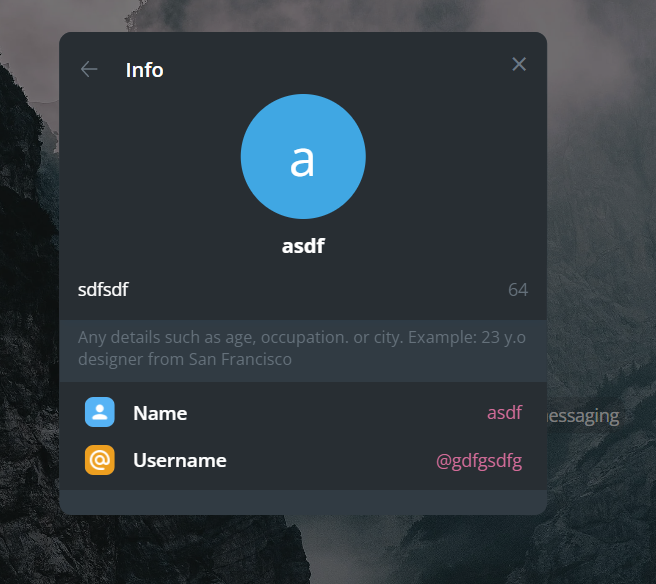 Info
a
asdf
sdfsdf 64
Any details such as age, occupation. or city. Example: 23 y.o
designer from San Francisco
Name asdf
essaging
Username @gdfgsdfg